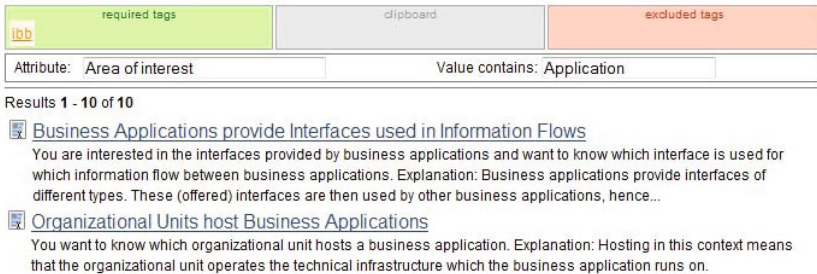 required tags clipboard excluded tags
ibb
Attribute: Area of interest Value contains: Application
Results 1 - 10 of 10
Business Applications provide Interfaces used in Information Flows
You are interested in the interfaces provided by business applications and want to know which interface is used for
which information flow between business applications. Explanation: Business applications provide interfaces of
different types. These (offered) interfaces are then used by other business applications, hence...
Organizational Units host Business Applications
You want to know which organizational unit hosts a business application. Explanation: Hosting in this context means
that the organizational unit operates the technical infrastructure which the business application runs on.